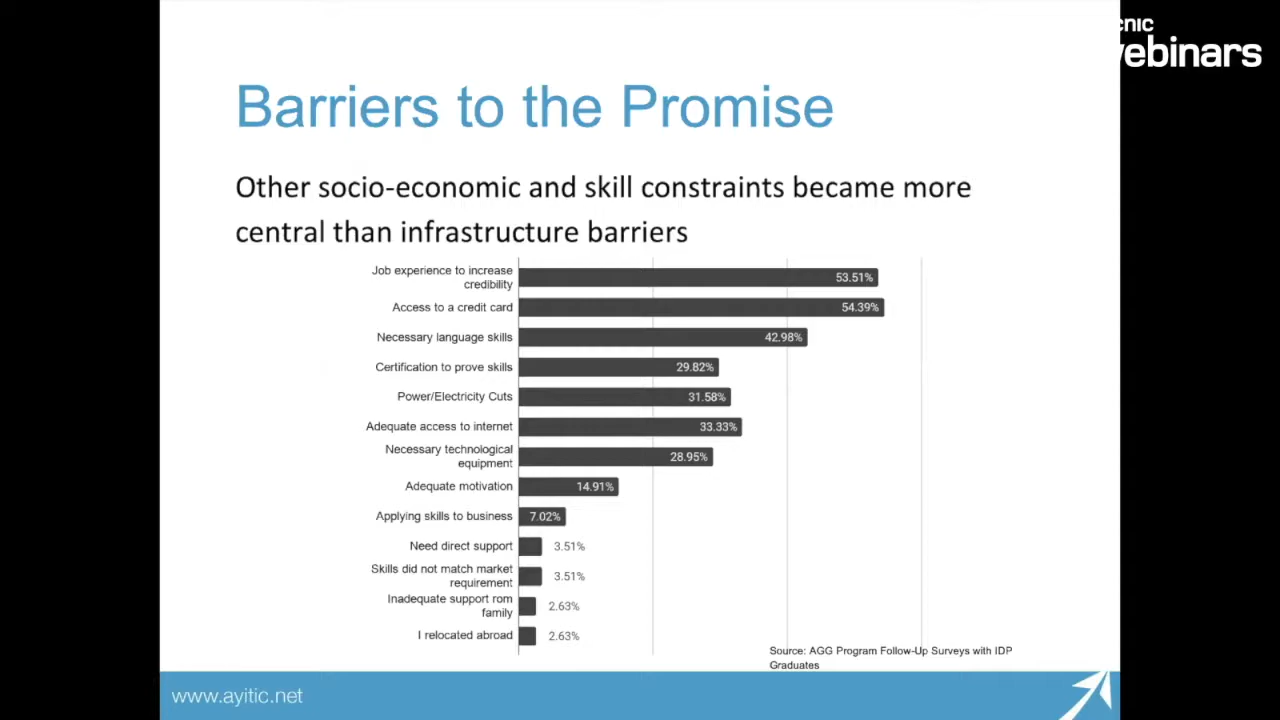 cnic
webinars
Barriers to the Promise
Other socio-economic and skill constraints became more
central than infrastructure barriers
Job experience to increase
credibility
53.51%
Access to a credit card
54.39%
Necessary language skills
42.98%
Certification to prove skills
29.82%
Power/Electricity Cuts
31.58%
Adequate access to internet
33.33%
Necessary technological
equipment
28.95%
Adequate motivation
14.91%
Applying skills to business
7.02%
Need direct support
3.51%
Skills did not match market
requirement
3.51%
Inadequate support rom
family
2.63%
I relocated abroad
2.63%
Source: AGG Program Follow-Up Surveys with IDP
Graduates
www.ayitic.net